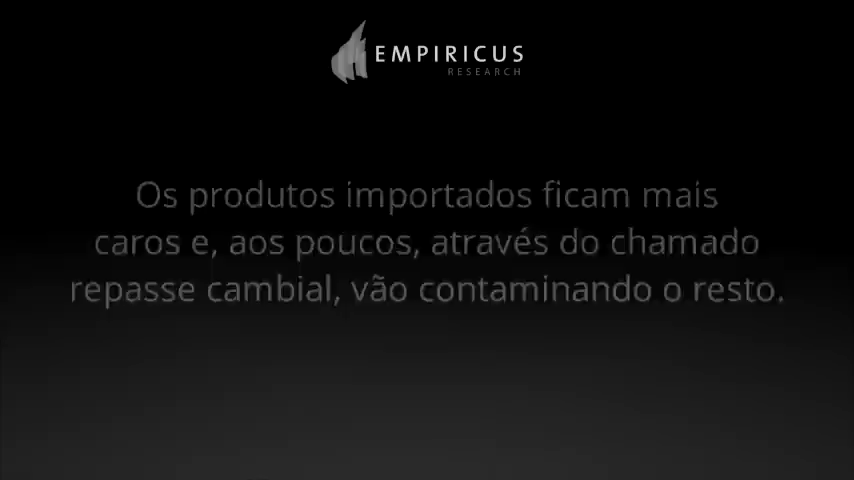 EMPIRICUS
RESEARCH
Os produtos importados ficam mais
caros e, aos poucos, através do chamado
repasse cambial, vão contaminando o resto.